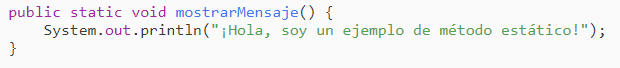 public static void mostrarMensaje() {
    System.out.println("¡Hola, soy un ejemplo de método estático!");
}